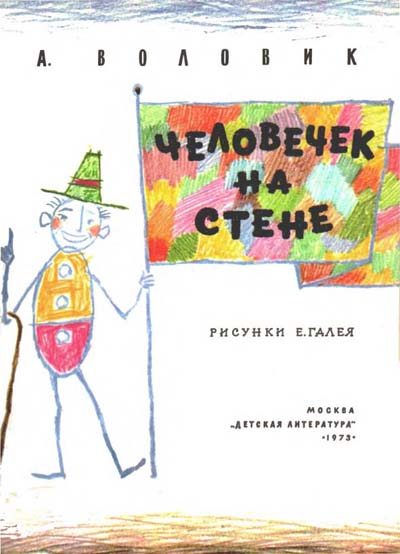 А. ВОЛОВИК
ЧЕЛОВЕЧЕК
НА
СТЕНЕ
РИСУНКИ Е.ГАЛЕЯ
МОСКВА
„ДЕТСКАЯ ЛИТЕРАТУРА"
·1973·